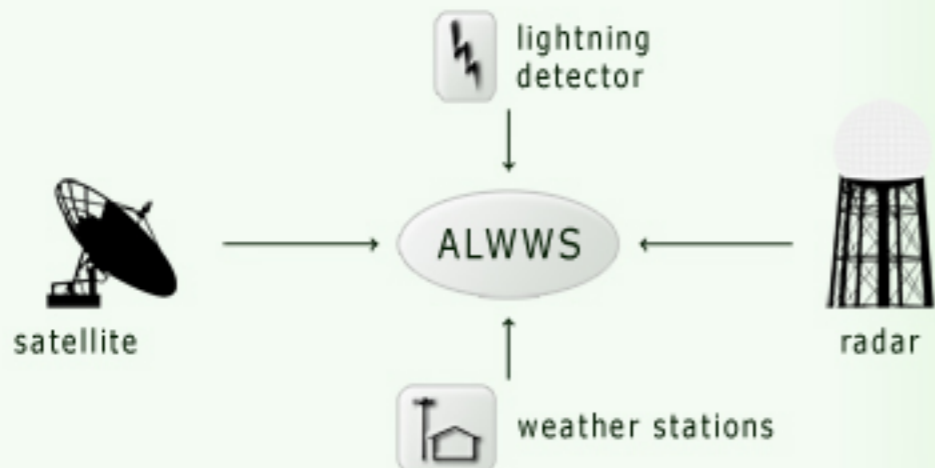 lightning
detector
ALWWS
satellite
radar
weather stations